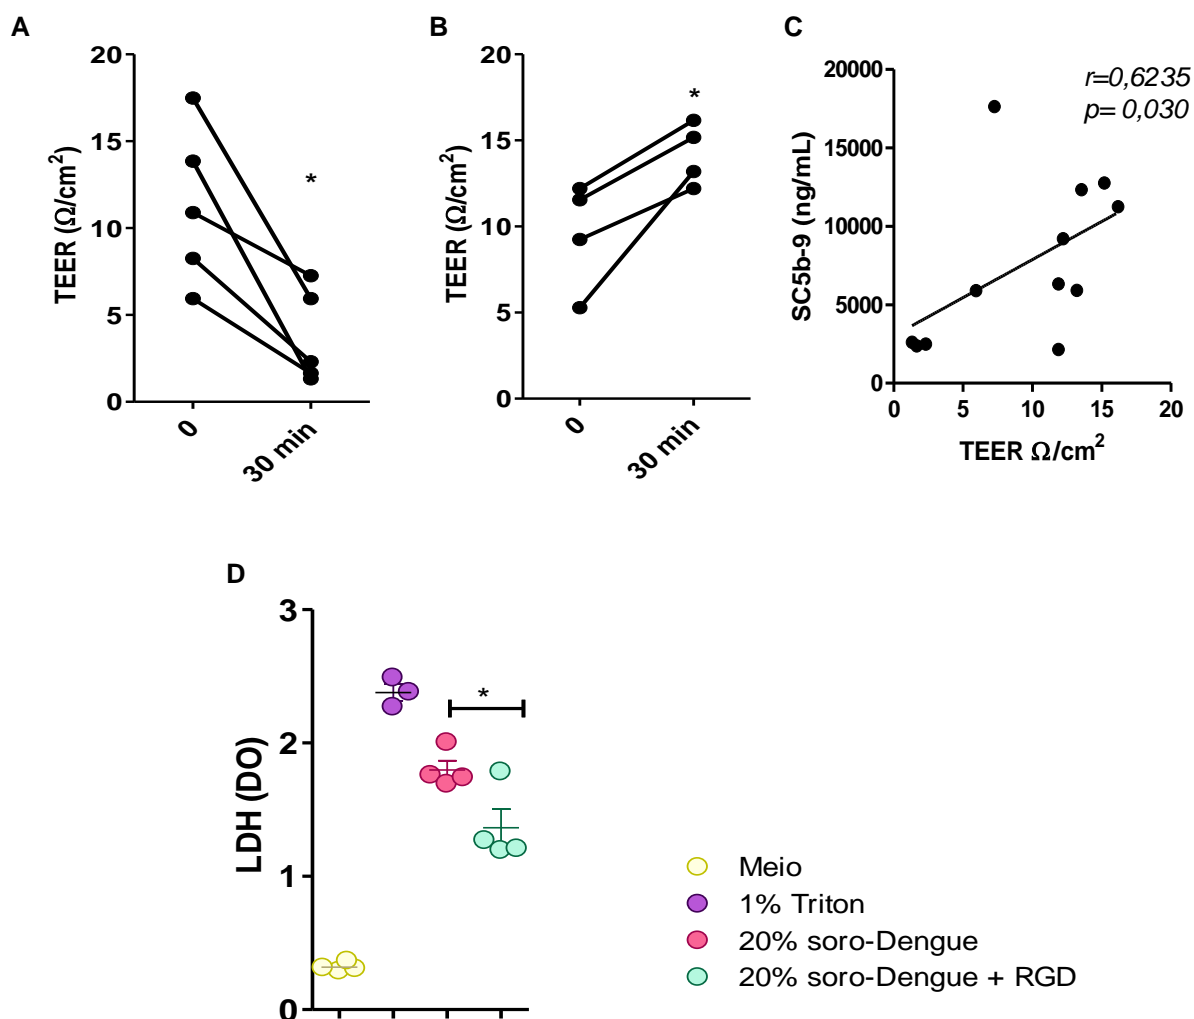 A
TEER (Ω/cm²)
20
15
10
5
0
*
0
30 min
B
TEER (Ω/cm²)
20
15
10
5
0
*
0
30 min
C
SC5b-9 (ng/mL)
20000
15000
10000
5000
0
r=0,6235
p= 0,030
0 5 10 15 20
TEER Ω/cm²
D
LDH (DO)
3
2
1
0
*
Meio
1% Triton
20% soro-Dengue
20% soro-Dengue + RGD